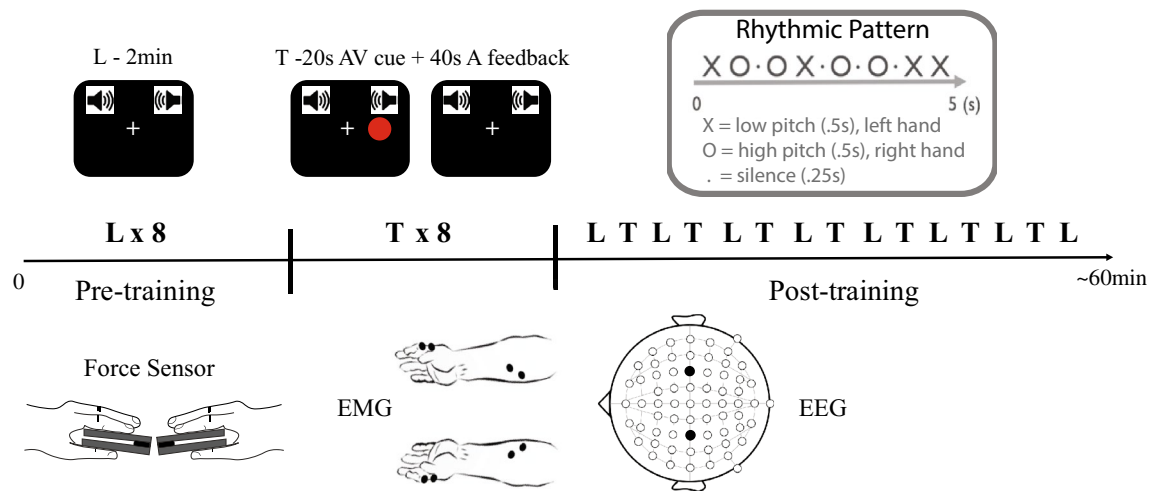 L - 2min
T -20s AV cue + 40s A feedback
Rhythmic Pattern
X O · O X · O · O · X X
0 5 (s)
X = low pitch (.5s), left hand
O = high pitch (.5s), right hand
. = silence (.25s)
L x 8
T x 8
L T L T L T L T L T L T L T L
0
~60min
Pre-training
Post-training
Force Sensor
EMG
EEG